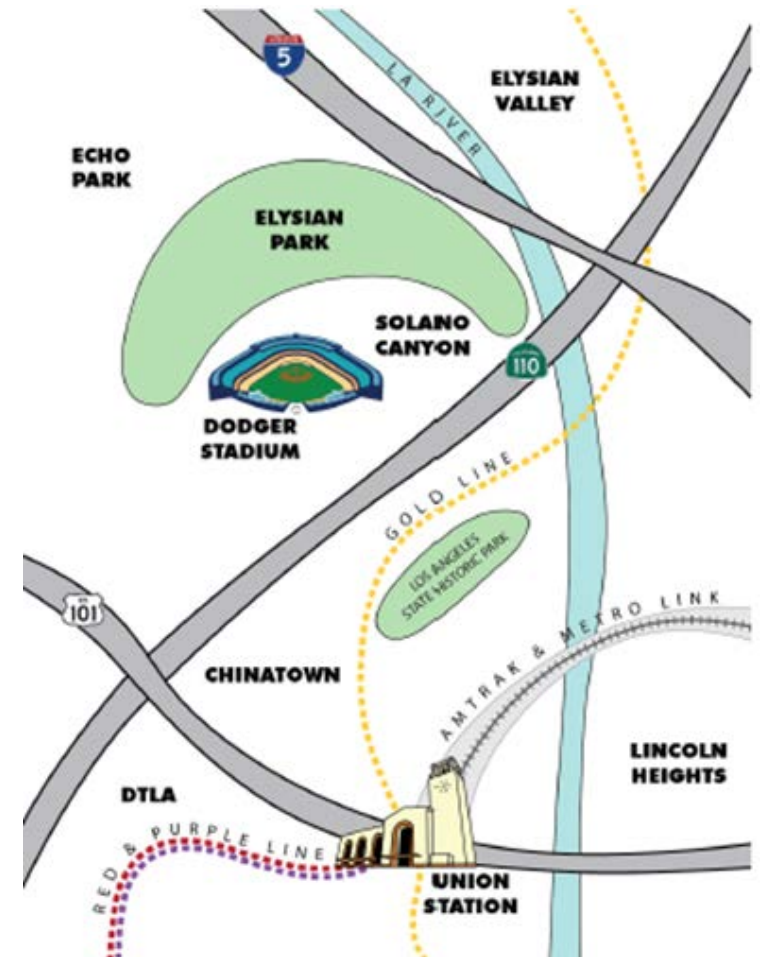 5
LA RIVER
ELYSIAN
VALLEY
ECHO
PARK
ELYSIAN
PARK
SOLANO
CANYON
110
DODGER
STADIUM
GOLD LINE
LOS ANGELES
STATE HISTORIC PARK
101
AMTRAK & METRO LINK
CHINATOWN
LINCOLN
HEIGHTS
DTLA
RED & PURPLE LINE
UNION
STATION